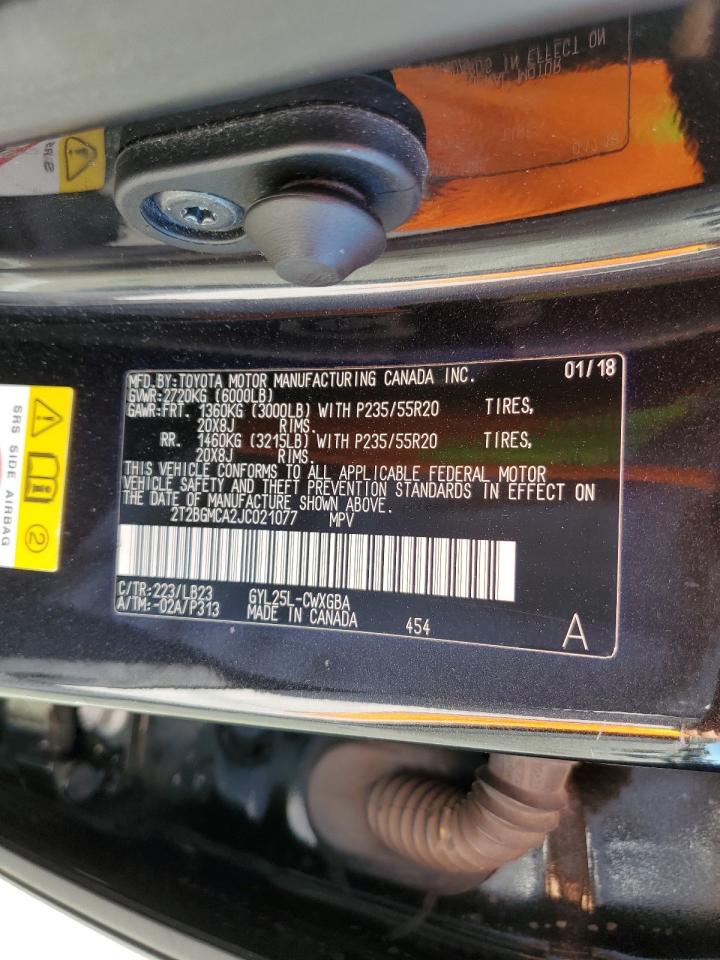 MFD.BY:TOYOTA MOTOR MANUFACTURING CANADA INC. 01/18
GVWR:2720KG (6000LB)
GAWR:FRT. 1360KG (3000LB) WITH P235/55R20 TIRES,
20X8J RIMS.
RR. 1460KG (3215LB) WITH P235/55R20 TIRES,
20X8J RIMS.
THIS VEHICLE CONFORMS TO ALL APPLICABLE FEDERAL MOTOR
VEHICLE SAFETY AND THEFT PREVENTION STANDARDS IN EFFECT ON
THE DATE OF MANUFACTURE SHOWN ABOVE.
2T2BGMCA2JC021077 MPV
C/TR:223/LB23 GYL25L-CWXGBA
A/TM:-02A/P313 MADE IN CANADA 454 A
SRS SIDE AIRBAG
2